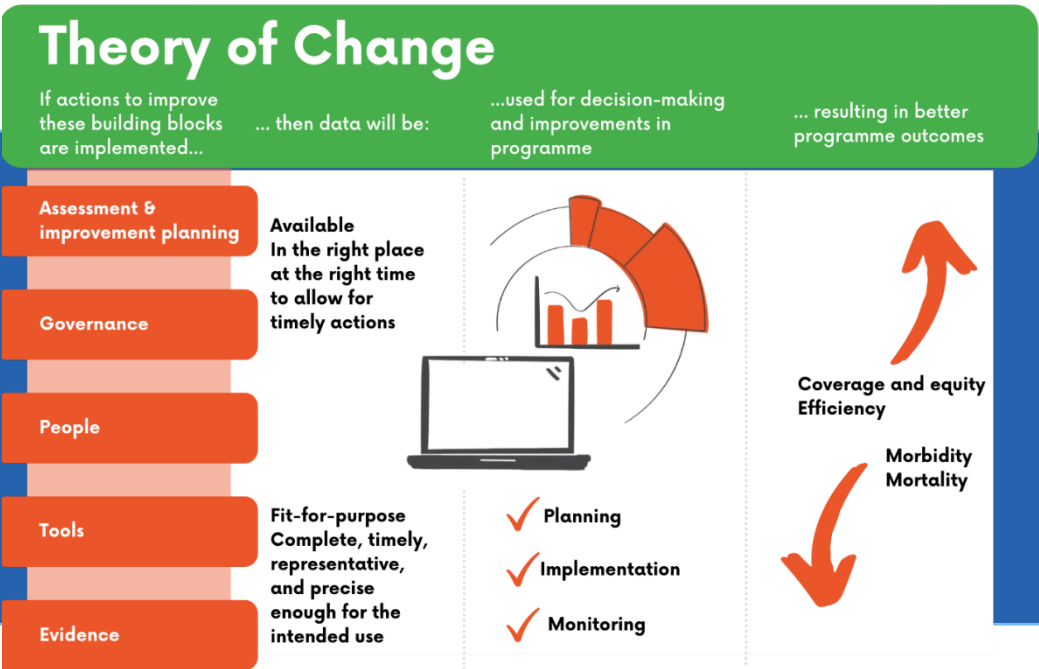 Theory of Change
If actions to improve
these building blocks
are implemented...
... then data will be:
...used for decision-making
and improvements in
programme
... resulting in better
programme outcomes
Assessment &
improvement planning
Governance
People
Tools
Evidence
Available
In the right place
at the right time
to allow for
timely actions
Fit-for-purpose
Complete, timely,
representative,
and precise
enough for the
intended use
Planning
Implementation
Monitoring
Coverage and equity
Efficiency
Morbidity
Mortality